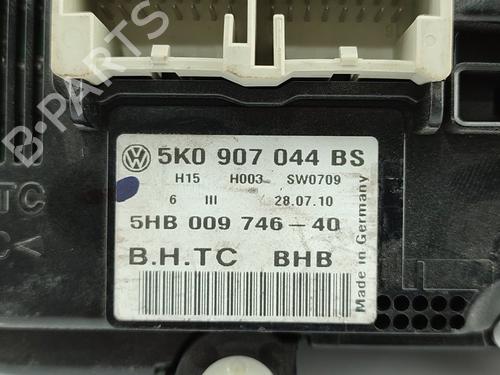 5K0 907 044 BS
H15 H003 SW0709
6 III 28.07.10
5HB 009 746-40
B.H.TC BHB
Made in Germany
B-Parts
TC
C<